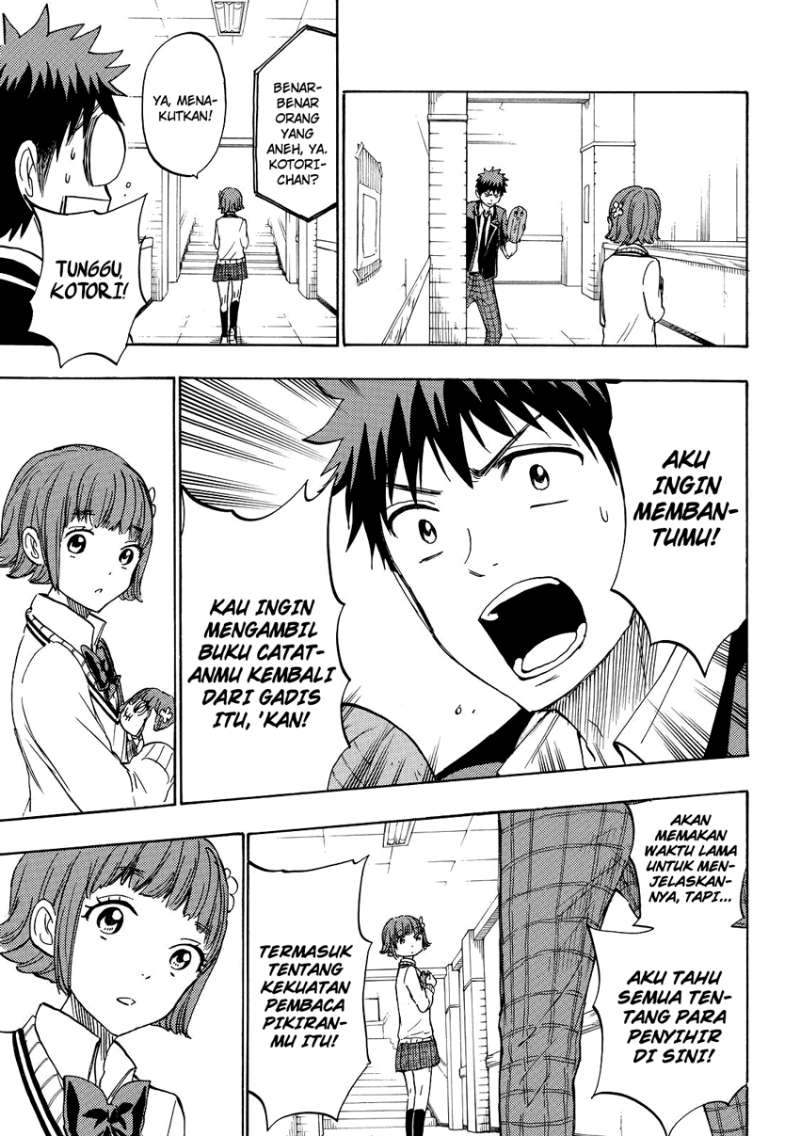 BENAR-
BENAR
ORANG
YANG
ANEH, YA.
KOTORI-
CHAN?
YA, MENA-
KUTKAN!
TUNGGU,
KOTORI!
AKU
INGIN
MEMBAN-
TUMU!
KAU INGIN
MENGAMBIL
BUKU CATAT-
ANMU KEMBALI
DARI GADIS
ITU, 'KAN!
AKAN
MEMAKAN
WAKTU LAMA
UNTUK MEN-
JELASKAN-
NYA, TAPI...
AKU TAHU
SEMUA TEN-
TANG PARA
PENYIHIR
DI SINI!
TERMASUK
TENTANG
KEKUATAN
PEMBACA
PIKIRAN-
MU ITU!